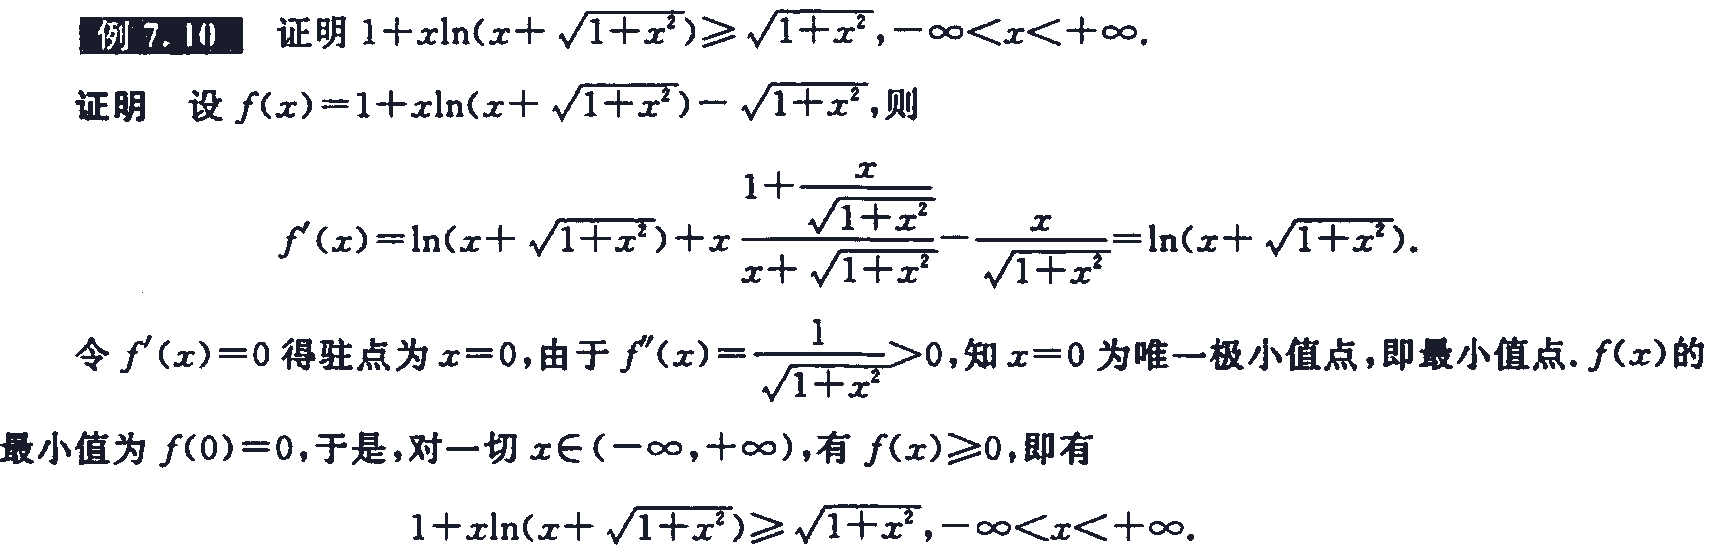 例 7.10 证明 1+xln(x+√(1+x²))≥√(1+x²),-∞<x<+∞.
证明 设 f(x)=1+xln(x+√(1+x²))-√(1+x²),则
f′(x)=ln(x+√(1+x²))+x (1+x/√(1+x²))/(x+√(1+x²))-x/√(1+x²)=ln(x+√(1+x²)).
令 f′(x)=0 得驻点为 x=0,由于 f″(x)=1/√(1+x²)>0,知 x=0 为唯一极小值点,即最小值点. f(x)的
最小值为 f(0)=0,于是,对一切 x∈(-∞,+∞),有 f(x)≥0,即有
1+xln(x+√(1+x²))≥√(1+x²),-∞<x<+∞.